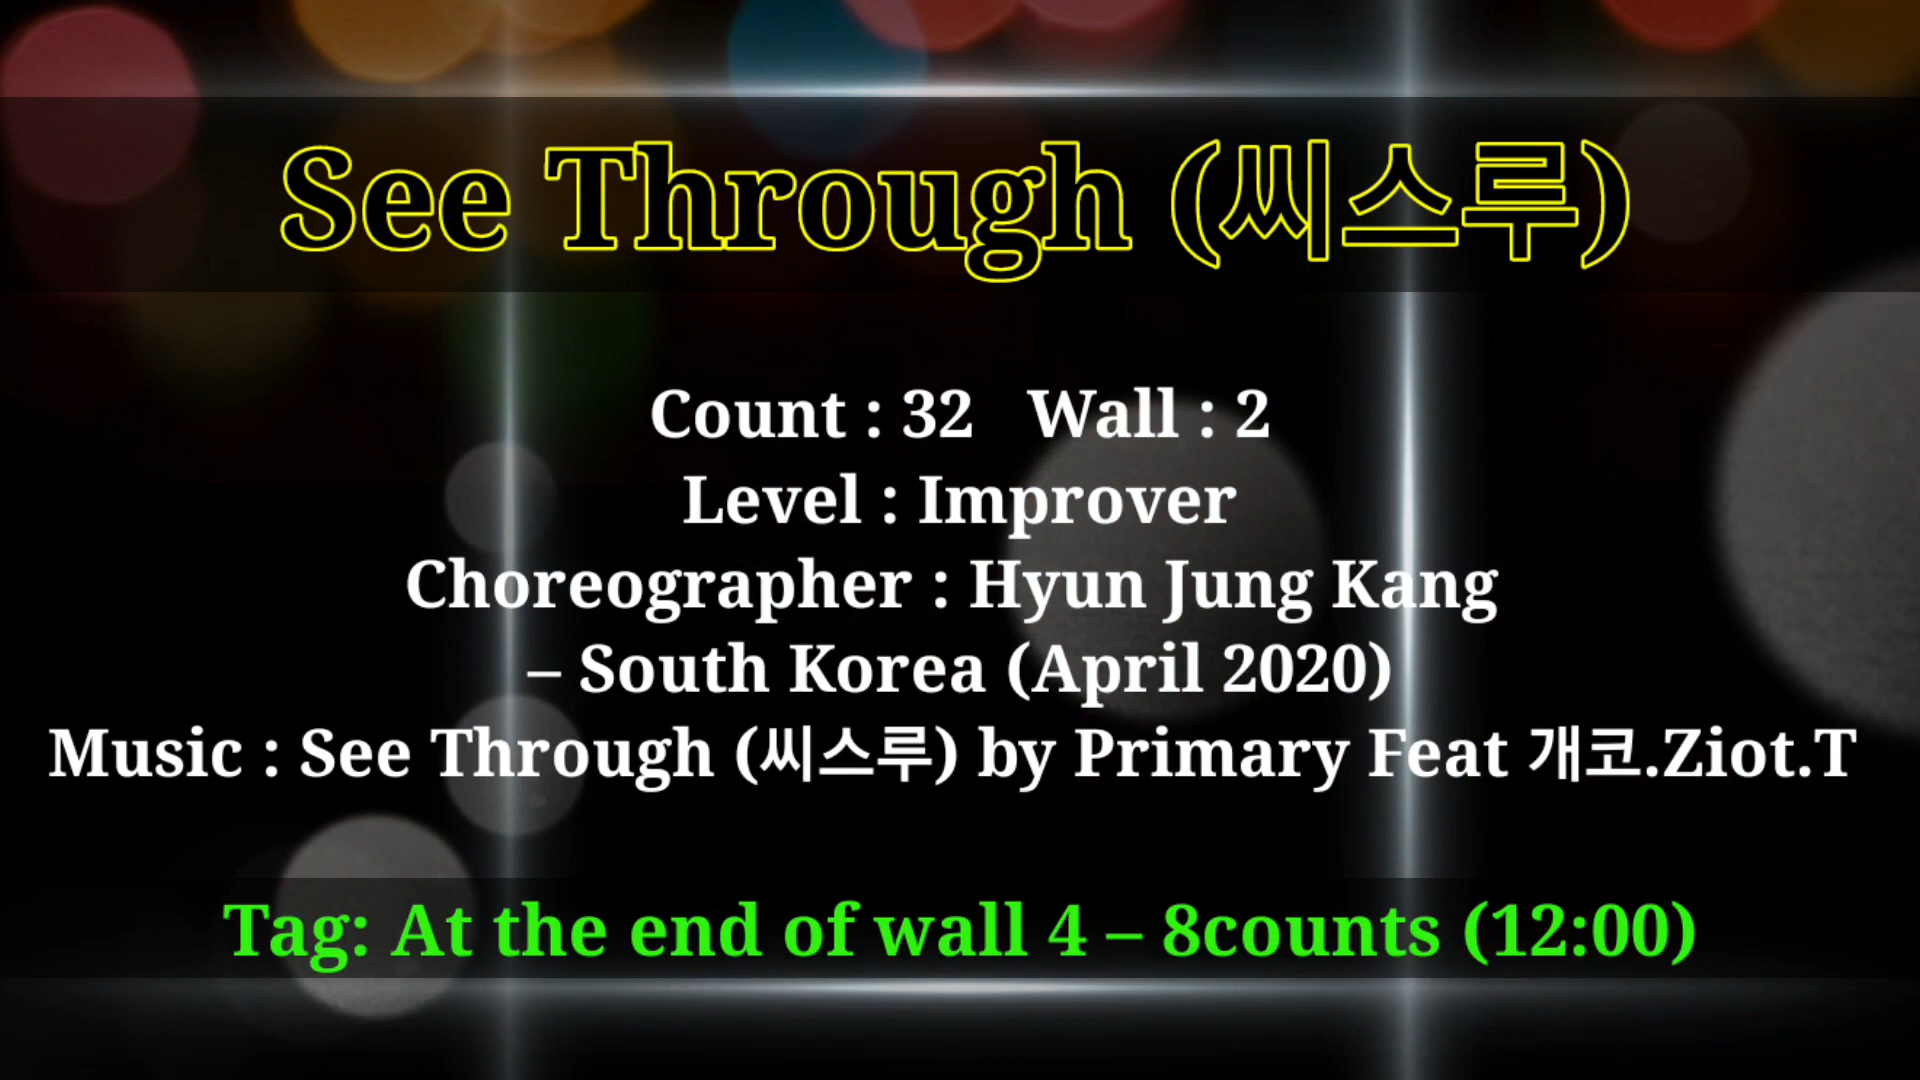 See Through (씨스루)
Count : 32 Wall : 2
Level : Improver
Choreographer : Hyun Jung Kang
– South Korea (April 2020)
Music : See Through (씨스루) by Primary Feat 개코.Ziot.T
Tag: At the end of wall 4 – 8counts (12:00)